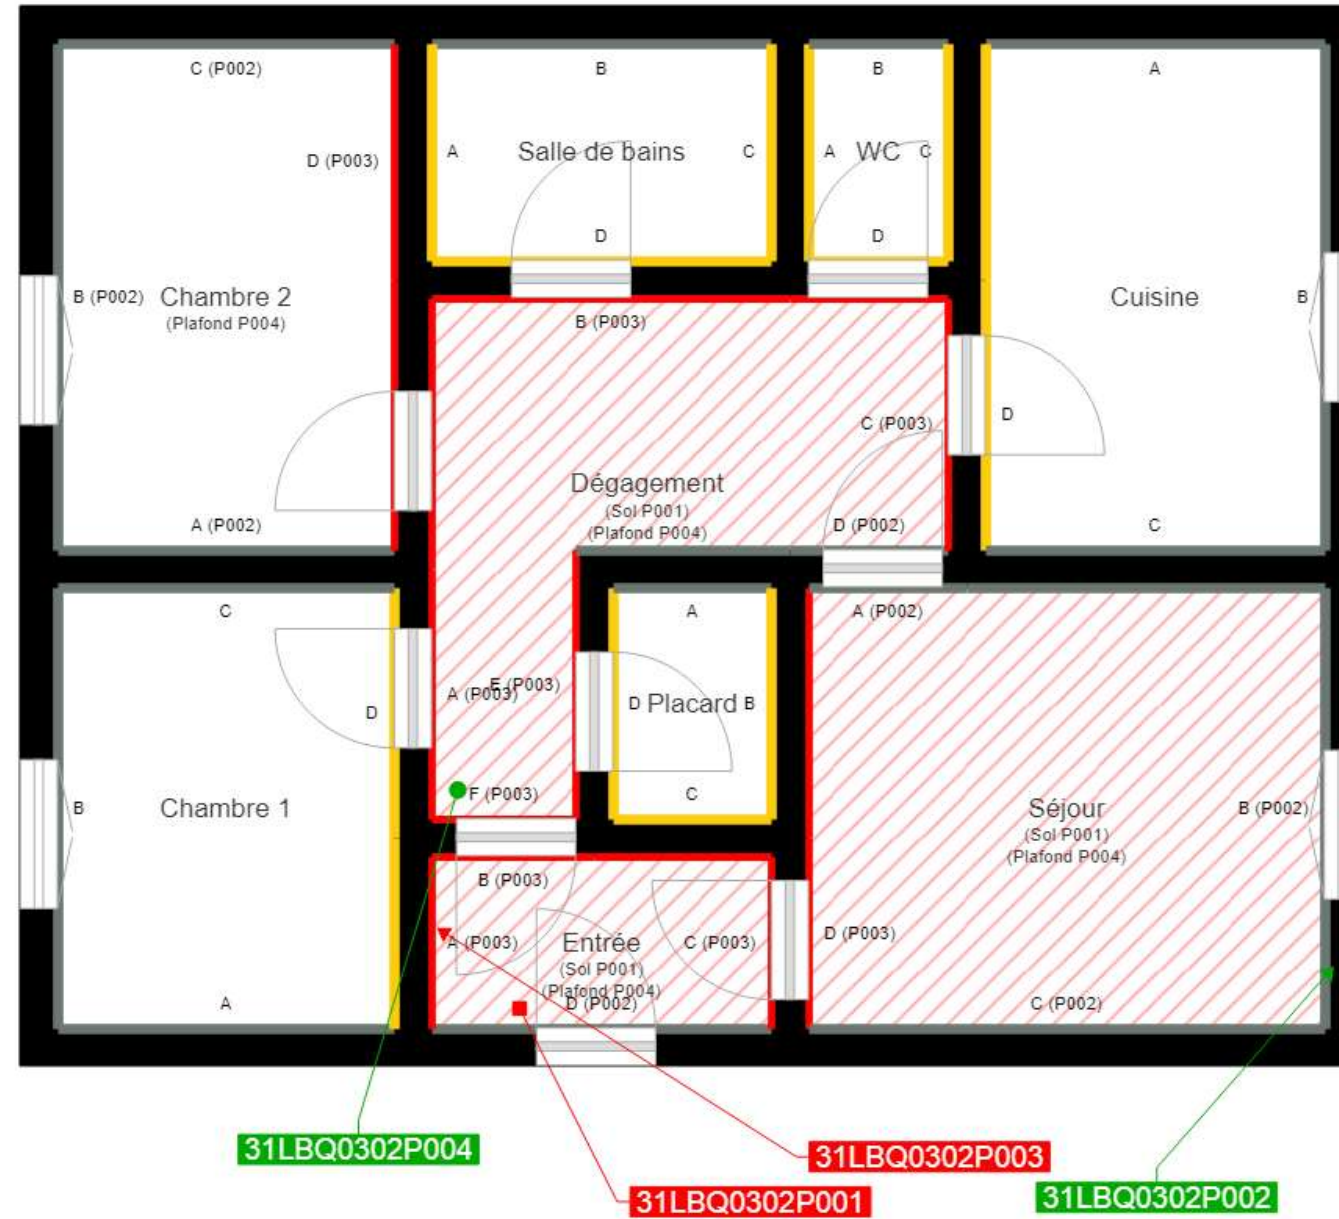 C (P002)
B
B
A
D (P003)
A
Salle de bains
C
A
WC
C
D
D
B (P002)
Chambre 2
(Plafond P004)
B (P003)
Cuisine
B
C (P003)
D
Dégagement
(Sol P001)
(Plafond P004)
A (P002)
D (P002)
C
C
A
A (P002)
A (P003)
E (P003)
D
Placard
B
D
F (P003)
C
B
Chambre 1
Séjour
(Sol P001)
(Plafond P004)
B (P002)
B (P003)
A (P003)
Entrée
(Sol P001)
(Plafond P004)
D (P002)
C (P003)
D (P003)
A
C (P002)
31LBQ0302P004
31LBQ0302P003
31LBQ0302P001
31LBQ0302P002